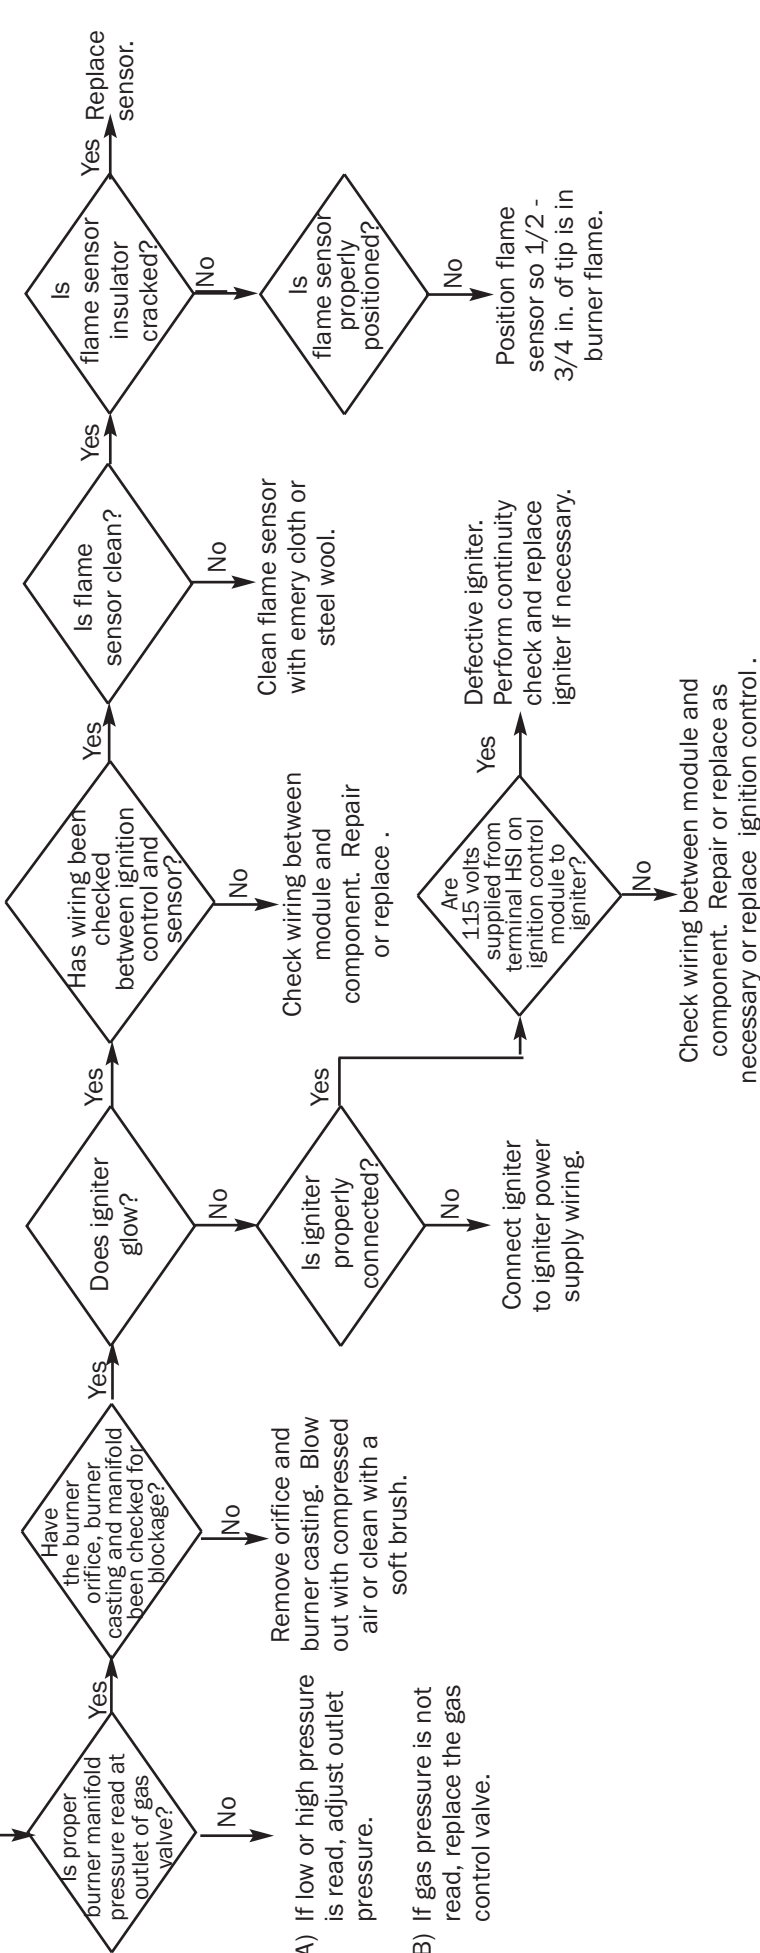 Is proper
burner manifold
pressure read at
outlet of gas
valve?
Yes
No
A) If low or high pressure
is read, adjust outlet
pressure.
B) If gas pressure is not
read, replace the gas
control valve.
Have
the burner
orifice, burner
casting and manifold
been checked for
blockage?
Yes
No
Remove orifice and
burner casting. Blow
out with compressed
air or clean with a
soft brush.
Does igniter
glow?
Yes
No
Is igniter
properly
connected?
Yes
No
Connect igniter
to igniter power
supply wiring.
Has wiring been
checked
between ignition
control and
sensor?
Yes
No
Check wiring between
module and
component. Repair
or replace .
Are
115 volts
supplied from
terminal HSI on
ignition control
module to
igniter?
Yes
No
Defective igniter.
Perform continuity
check and replace
igniter If necessary.
Check wiring between module and
component. Repair or replace as
necessary or replace ignition control .
Is flame
sensor clean?
Yes
No
Clean flame sensor
with emery cloth or
steel wool.
Is
flame sensor
insulator
cracked?
Yes
Replace
sensor.
No
Is
flame sensor
properly
positioned?
No
Position flame
sensor so 1/2 -
3/4 in. of tip is in
burner flame.